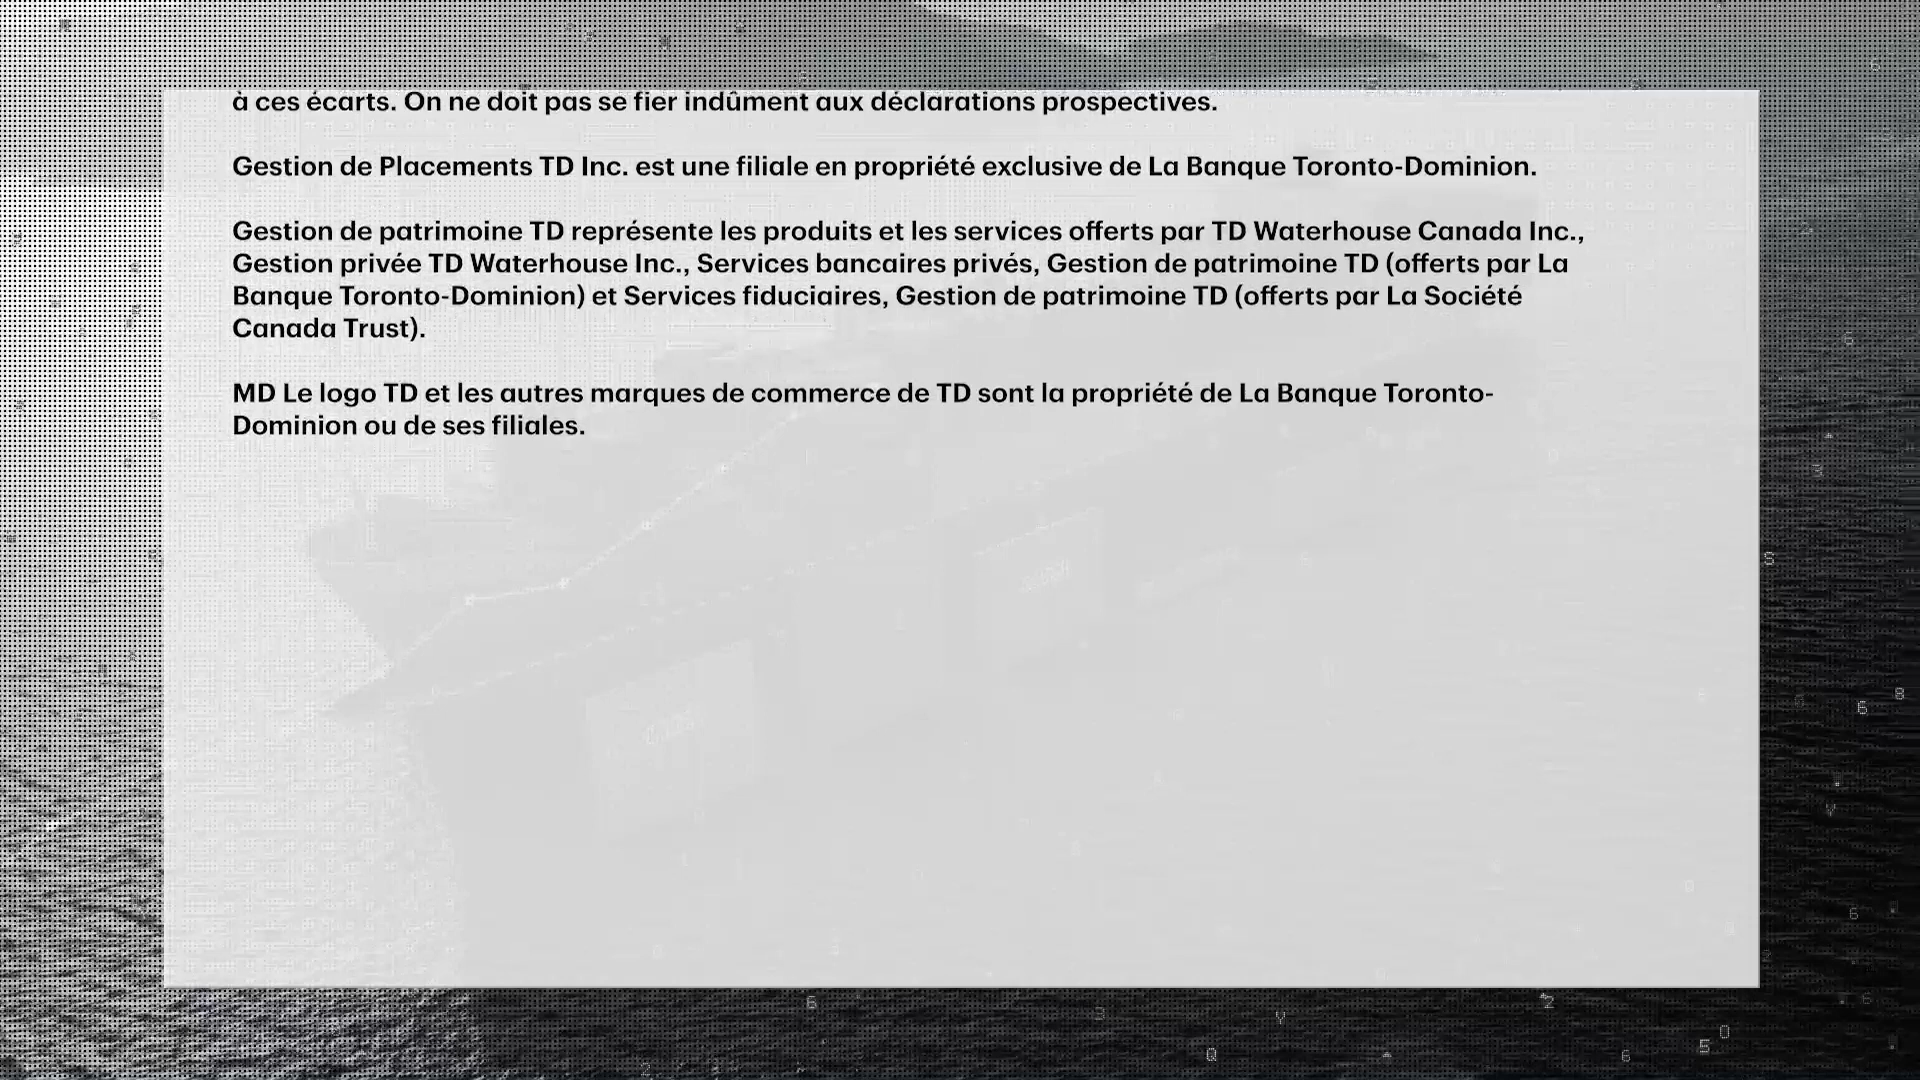 à ces écarts. On ne doit pas se fier indûment aux déclarations prospectives.
Gestion de Placements TD Inc. est une filiale en propriété exclusive de La Banque Toronto-Dominion.
Gestion de patrimoine TD représente les produits et les services offerts par TD Waterhouse Canada Inc.,
Gestion privée TD Waterhouse Inc., Services bancaires privés, Gestion de patrimoine TD (offerts par La
Banque Toronto-Dominion) et Services fiduciaires, Gestion de patrimoine TD (offerts par La Société
Canada Trust).
MD Le logo TD et les autres marques de commerce de TD sont la propriété de La Banque Toronto-
Dominion ou de ses filiales.